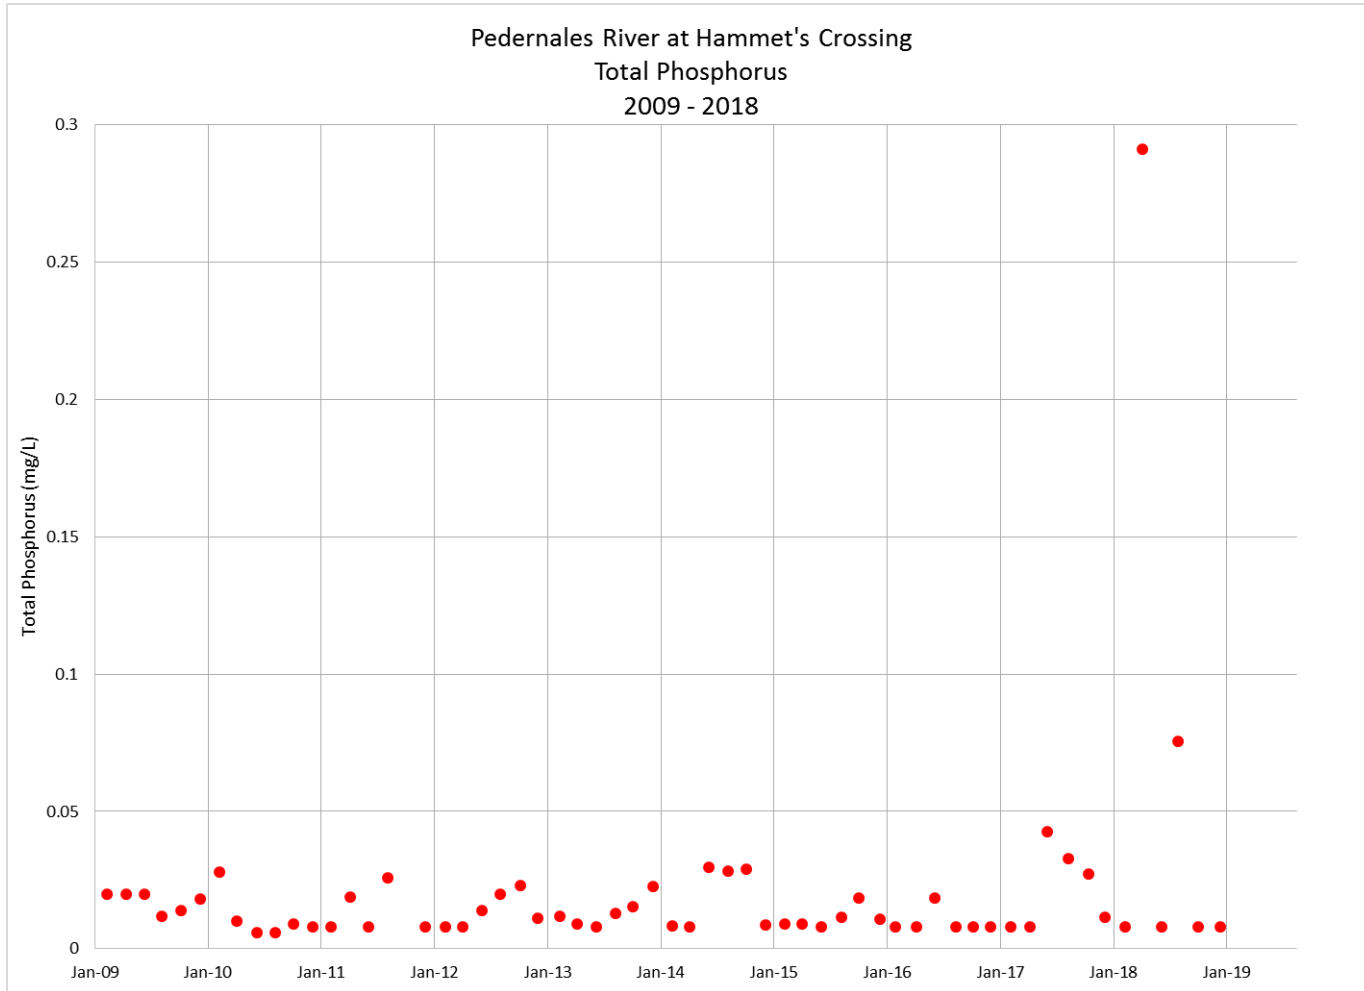 Pedernales River at Hammet's Crossing
Total Phosphorus
2009 - 2018
0.3
0.25
0.2
0.15
0.1
0.05
0
Total Phosphorus (mg/L)
Jan-09 Jan-10 Jan-11 Jan-12 Jan-13 Jan-14 Jan-15 Jan-16 Jan-17 Jan-18 Jan-19